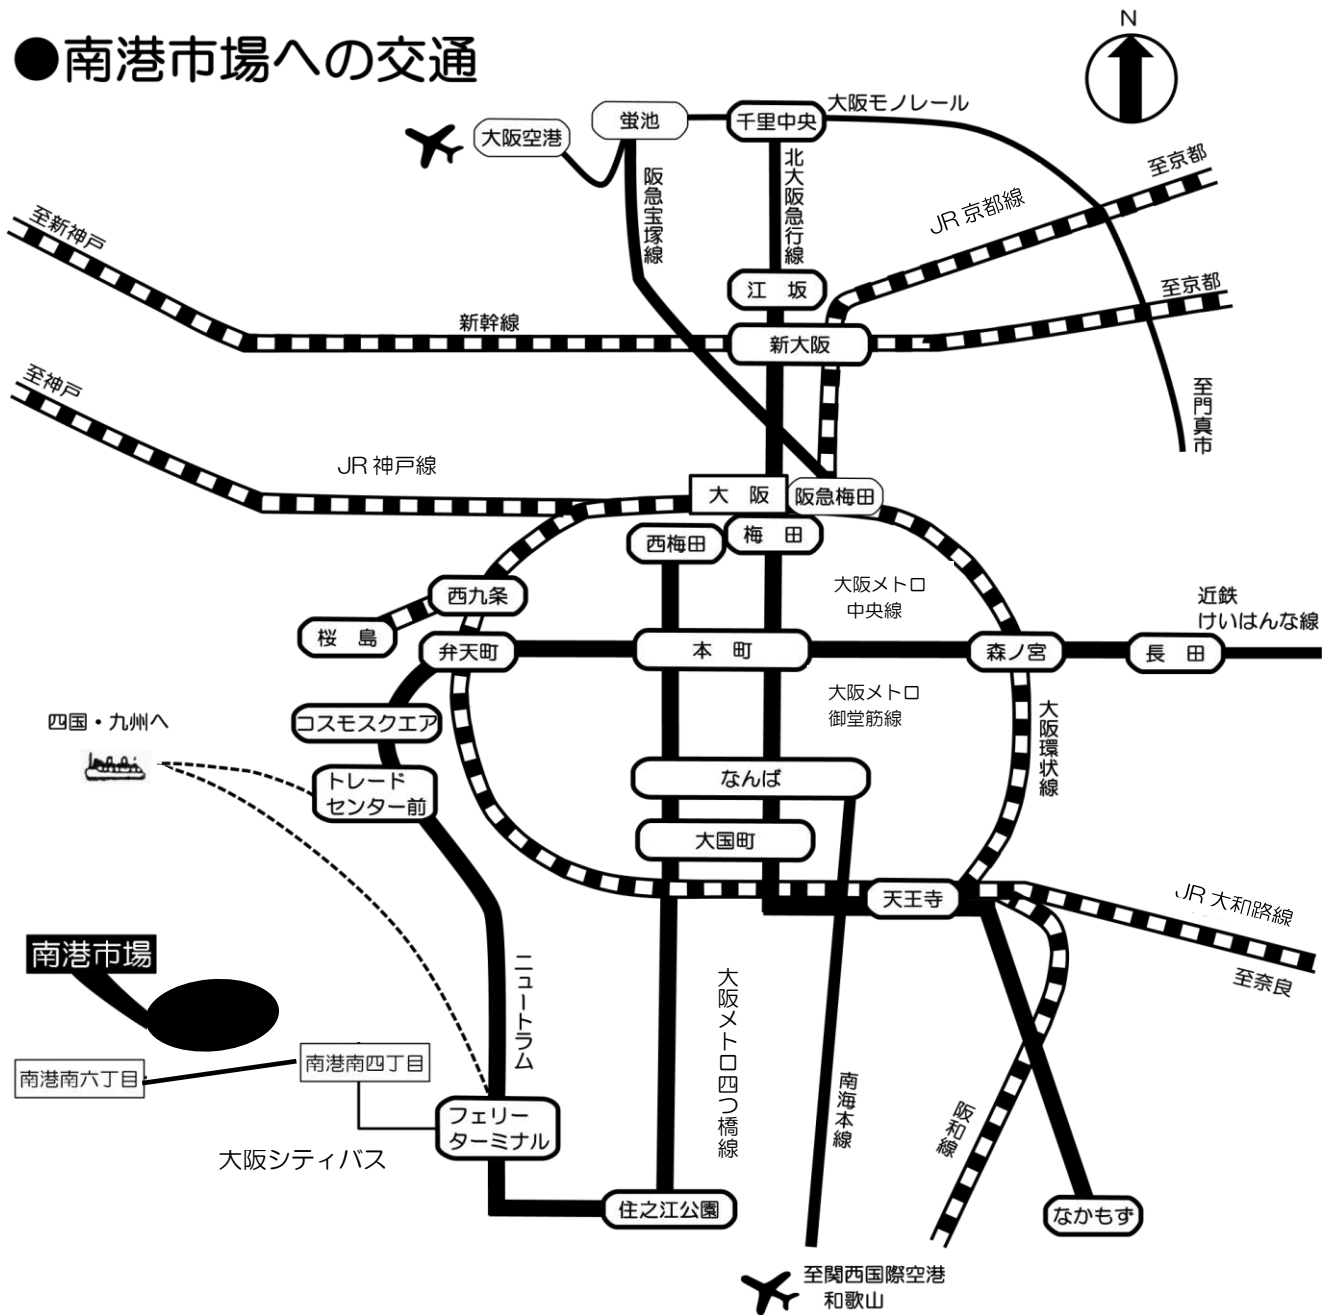 ●南港市場への交通
N
大阪モノレール
蛍池
千里中央
大阪空港
至京都
北大阪急行線
阪急宝塚線
JR 京都線
至新神戸
江 坂
至京都
新幹線
新大阪
至神戸
至門真市
JR 神戸線
大 阪
阪急梅田
梅 田
西梅田
大阪メトロ
中央線
西九条
近鉄
けいはんな線
桜 島
弁天町
本 町
森ノ宮
長 田
大阪メトロ
御堂筋線
大阪環状線
四国・九州へ
コスモスクエア
トレード
センター前
なんば
大国町
天王寺
JR 大和路線
至奈良
南港市場
ニュートラム
大阪メトロ四つ橋線
南港南四丁目
南港南六丁目
南海本線
阪和線
フェリー
ターミナル
大阪シティバス
住之江公園
なかもず
至関西国際空港
和歌山